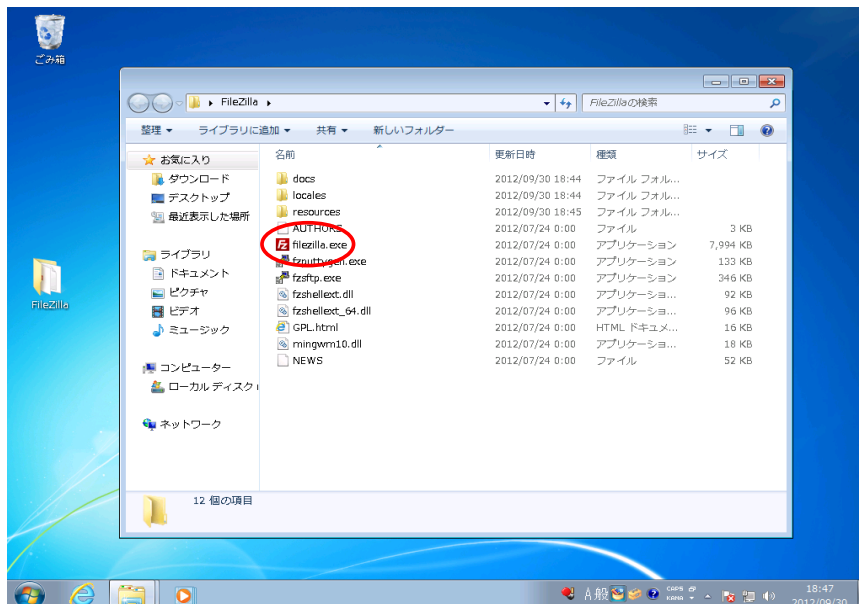 ごみ箱
FileZilla
FileZilla
FileZillaの検索
整理
ライブラリに追加
共有
新しいフォルダー
お気に入り
ダウンロード
デスクトップ
最近表示した場所
ライブラリ
ドキュメント
ピクチャ
ビデオ
ミュージック
コンピューター
ローカル ディスク
ネットワーク
名前 更新日時 種類 サイズ
docs 2012/09/30 18:44 ファイル フォル...
locales 2012/09/30 18:44 ファイル フォル...
resources 2012/09/30 18:45 ファイル フォル...
AUTHORS 2012/07/24 0:00 ファイル 3 KB
filezilla.exe 2012/07/24 0:00 アプリケーション 7,994 KB
fzputtygen.exe 2012/07/24 0:00 アプリケーション 133 KB
fzsftp.exe 2012/07/24 0:00 アプリケーション 346 KB
fzshellext.dll 2012/07/24 0:00 アプリケーショ... 92 KB
fzshellext_64.dll 2012/07/24 0:00 アプリケーショ... 96 KB
GPL.html 2012/07/24 0:00 HTML ドキュメ... 16 KB
mingwm10.dll 2012/07/24 0:00 アプリケーショ... 18 KB
NEWS 2012/07/24 0:00 ファイル 52 KB
12 個の項目
A 般
CAPS
KANA
18:47
2012/09/30